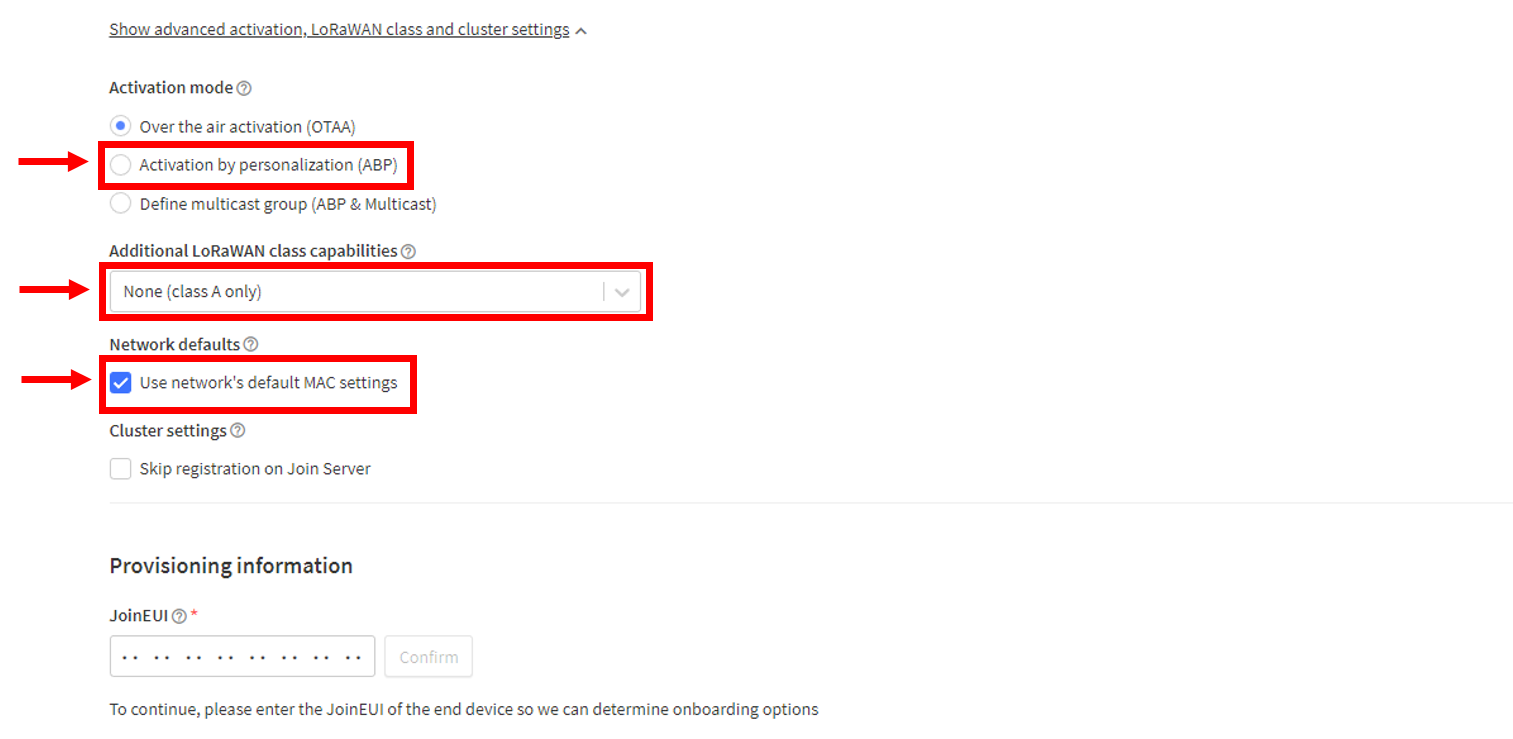 Show advanced activation, LoRaWAN class and cluster settings
Activation mode
Over the air activation (OTAA)
Activation by personalization (ABP)
Define multicast group (ABP & Multicast)
Additional LoRaWAN class capabilities
None (class A only)
Network defaults
Use network's default MAC settings
Cluster settings
Skip registration on Join Server
Provisioning information
JoinEUI *
·· ·· ·· ·· ·· ·· ·· ·· Confirm
To continue, please enter the JoinEUI of the end device so we can determine onboarding options